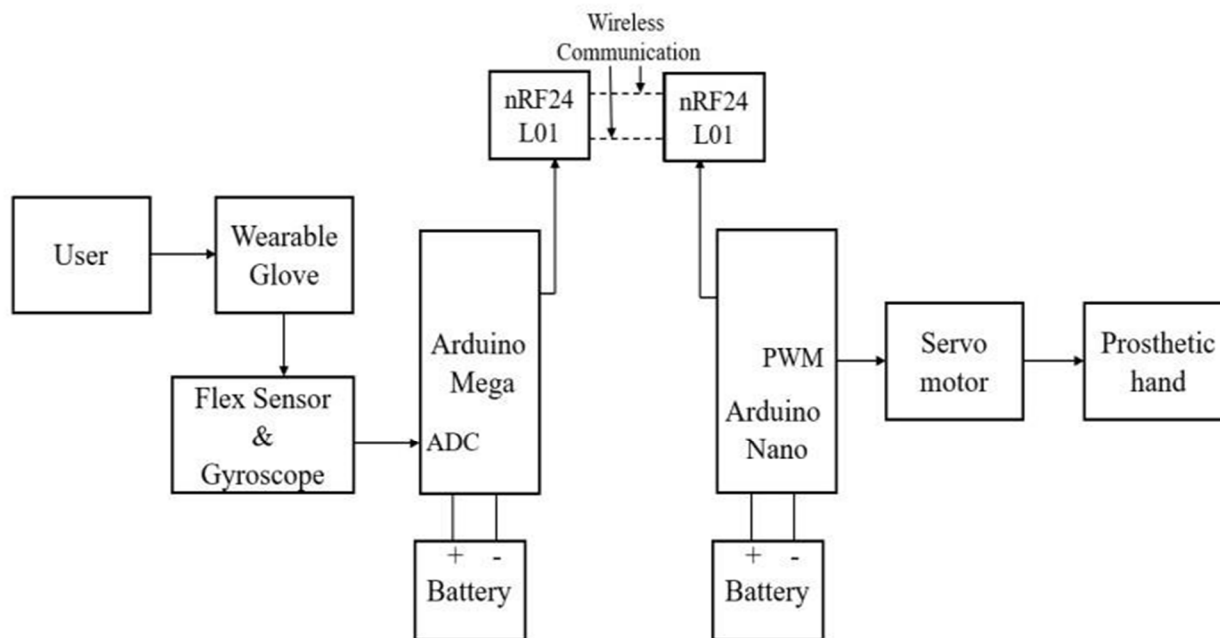 Wireless
Communication
nRF24
L01
nRF24
L01
User
Wearable
Glove
Flex Sensor
&
Gyroscope
Arduino
Mega
ADC
+ -
Battery
PWM
Arduino
Nano
+ -
Battery
Servo
motor
Prosthetic
hand